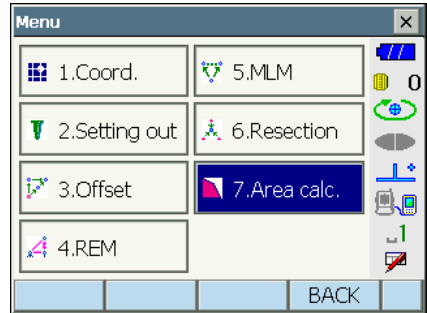 Menu
1.Coord.
5.MLM
0
2.Setting out
6.Resection
3.Offset
7.Area calc.
4.REM
1
BACK